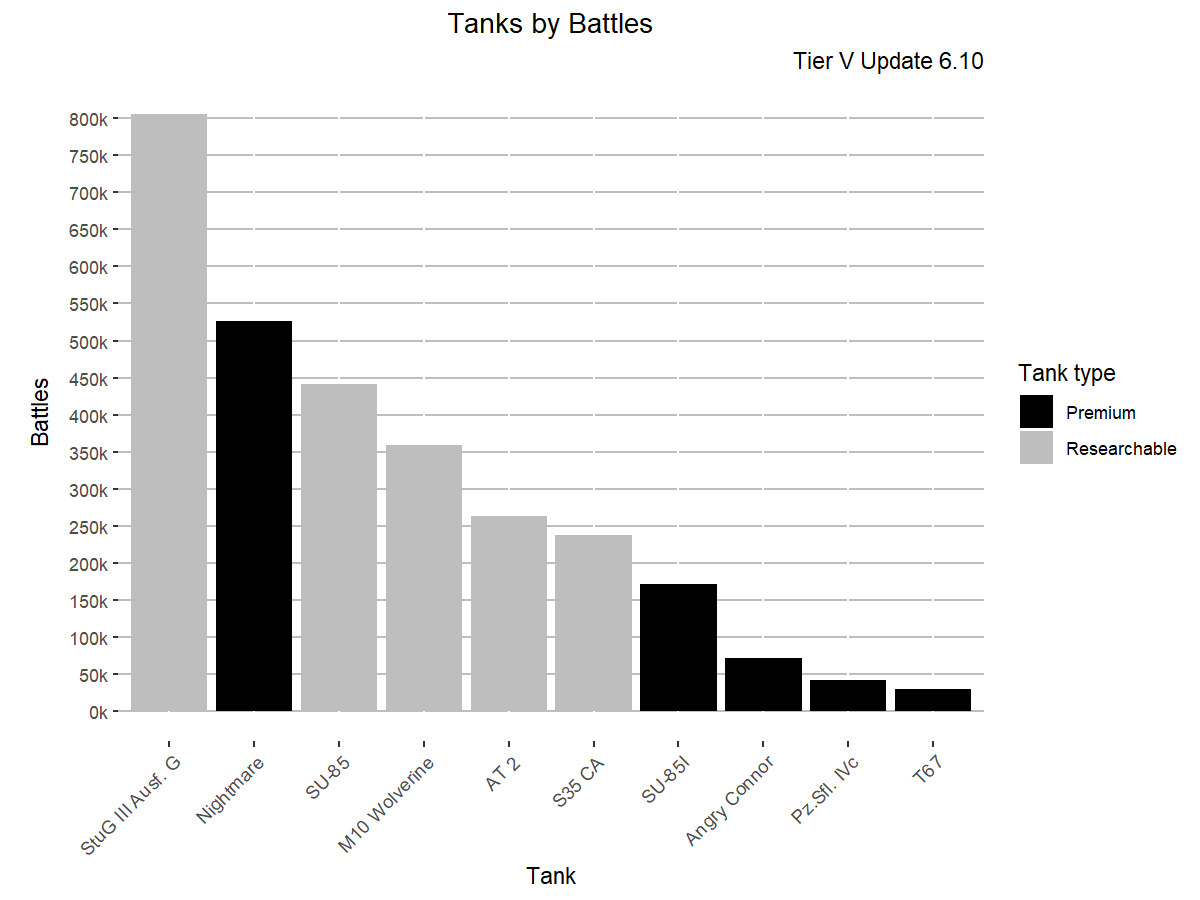 Tanks by Battles
Tier V Update 6.10
800k
750k
700k
650k
600k
550k
500k
450k
400k
350k
300k
250k
200k
150k
100k
50k
0k
Battles
StuG III Ausf. G
Nightmare
SU-85
M10 Wolverine
AT 2
S35 CA
SU-85I
Angry Connor
Pz.Sfl. IVc
T67
Tank
Tank type
Premium
Researchable